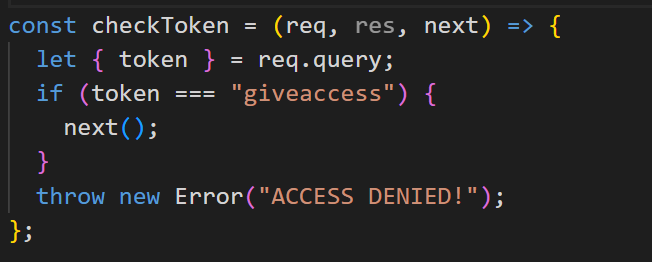 const checkToken = (req, res, next) => {
  let { token } = req.query;
  if (token === "giveaccess") {
    next();
  }
  throw new Error("ACCESS DENIED!");
};